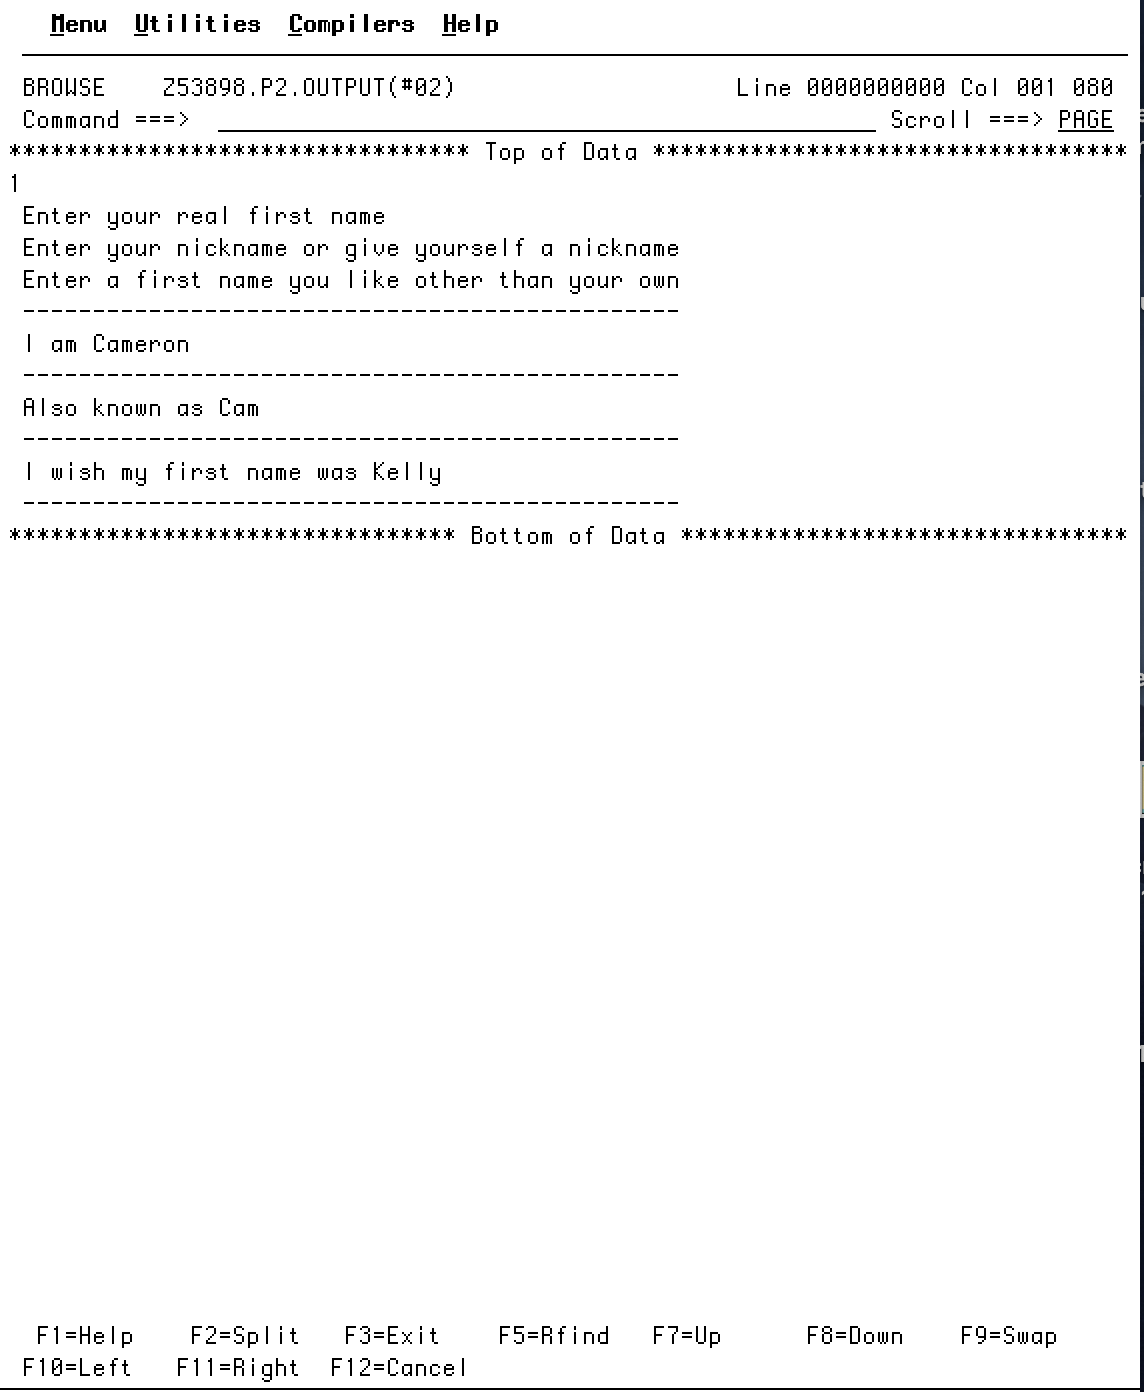 Menu Utilities Compilers Help
BROWSE Z53898.P2.OUTPUT(#02) Line 0000000000 Col 001 080
Command ===> Scroll ===> PAGE
********************************* Top of Data **********************************
1
Enter your real first name
Enter your nickname or give yourself a nickname
Enter a first name you like other than your own
-----------------------------------------------
I am Cameron
-----------------------------------------------
Also known as Cam
-----------------------------------------------
I wish my first name was Kelly
-----------------------------------------------
******************************** Bottom of Data ********************************
F1=Help F2=Split F3=Exit F5=Rfind F7=Up F8=Down F9=Swap
F10=Left F11=Right F12=Cancel